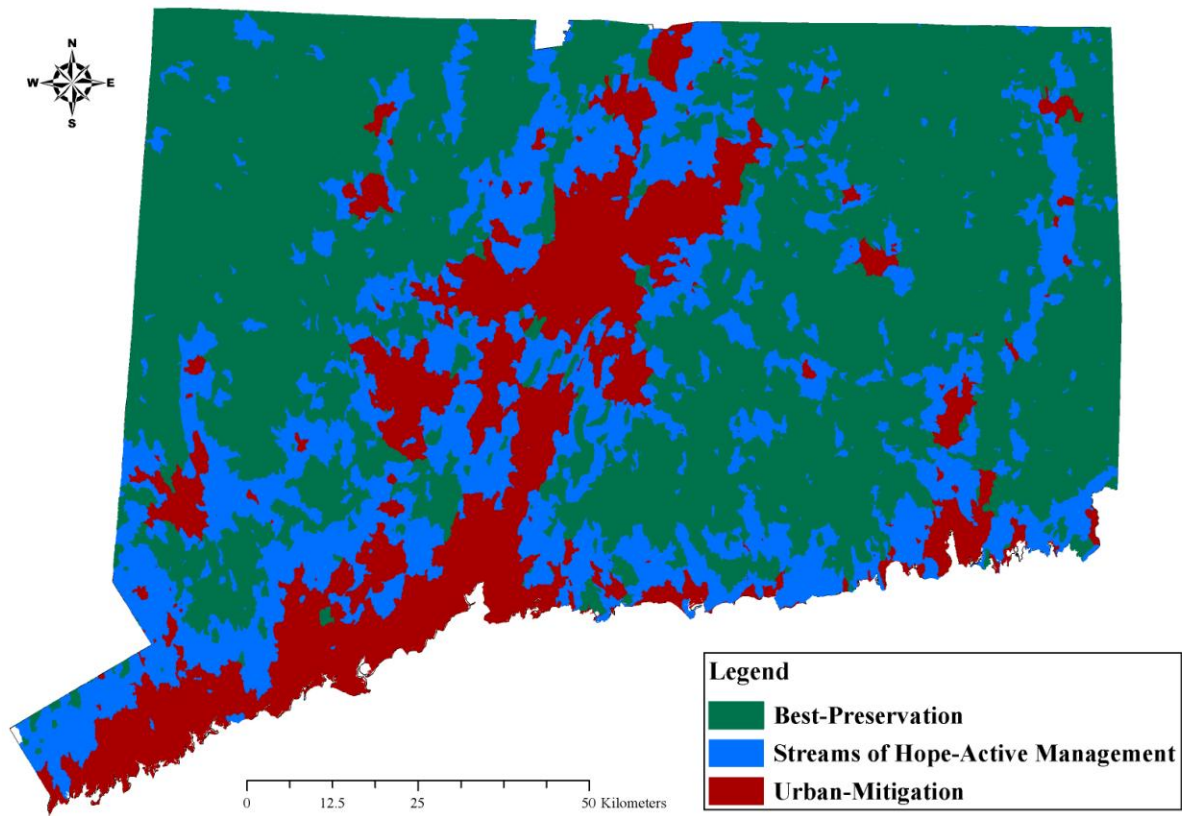 N
W E
S
Legend
Best-Preservation
Streams of Hope-Active Management
Urban-Mitigation
0 12.5 25 50 Kilometers